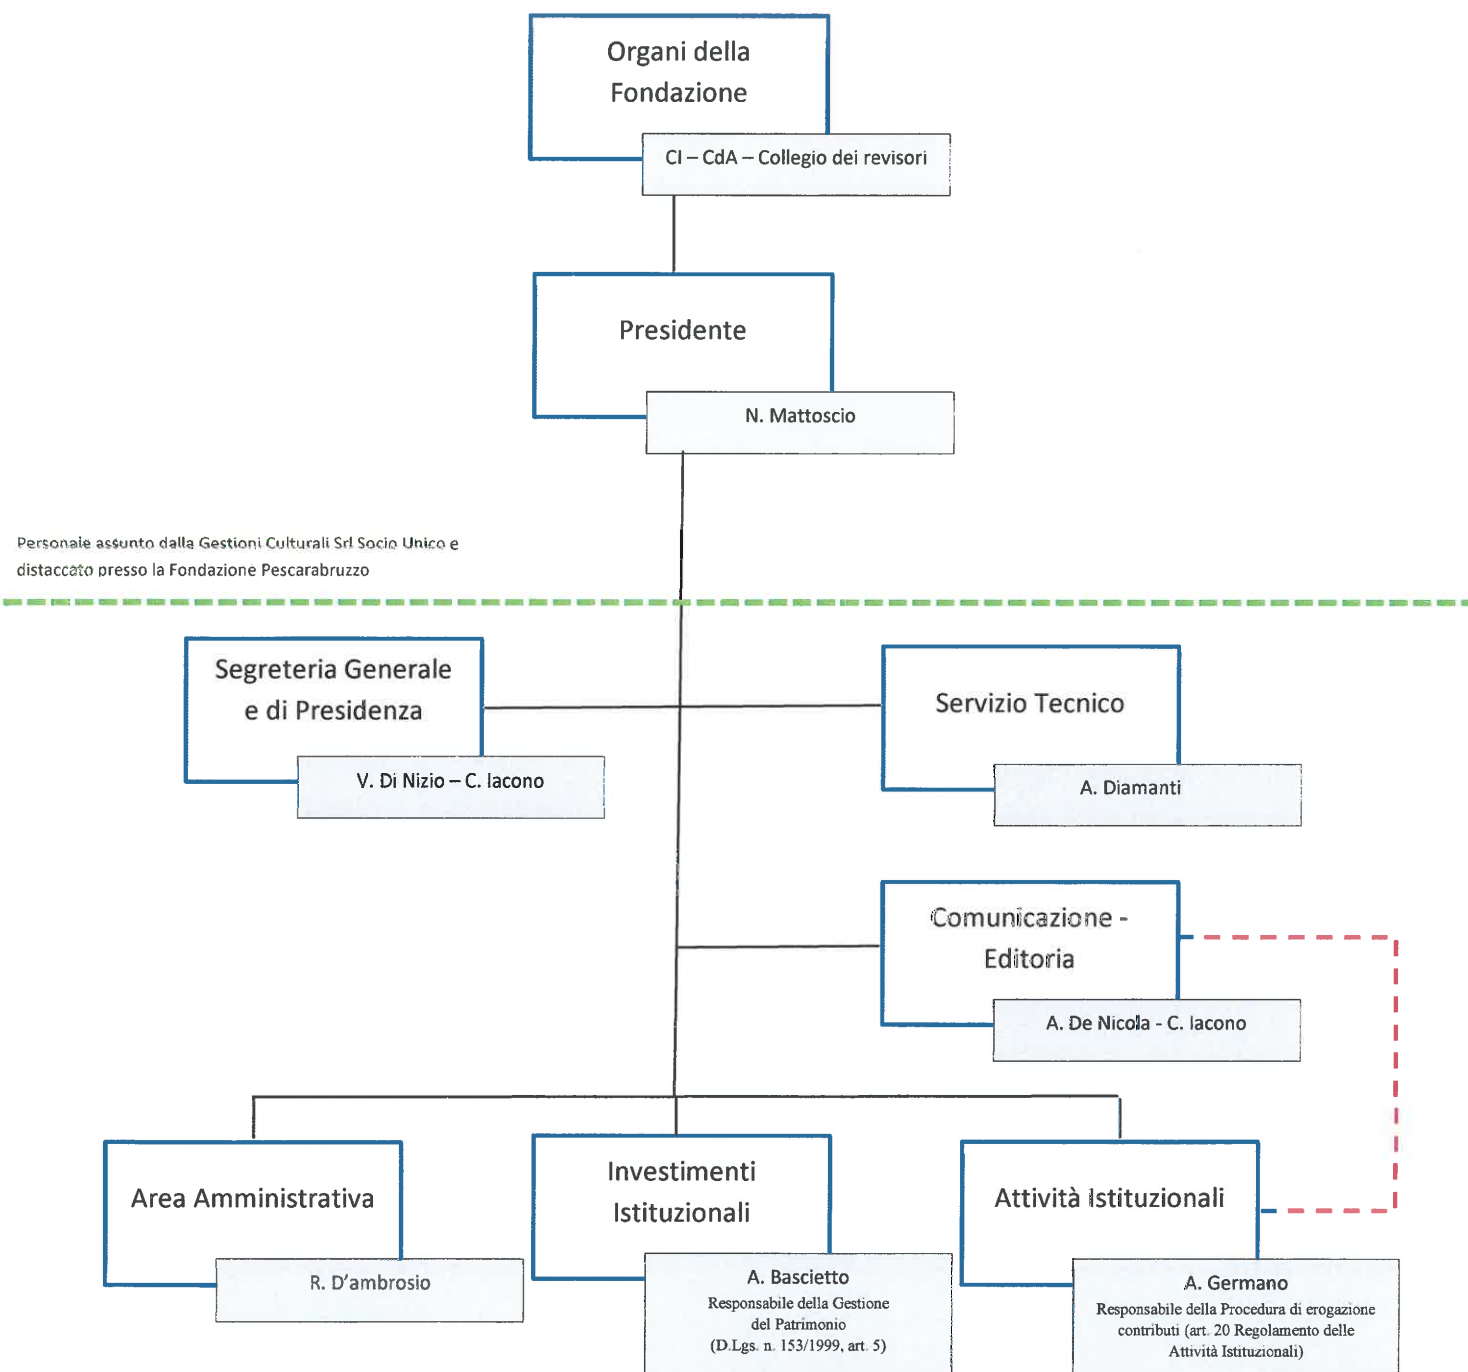 Organi della
Fondazione
CI – CdA – Collegio dei revisori
Presidente
N. Mattoscio
Personale assunto dalla Gestioni Culturali Srl Socio Unico e
distaccato presso la Fondazione Pescarabruzzo
Segreteria Generale
e di Presidenza
V. Di Nizio – C. Iacono
Servizio Tecnico
A. Diamanti
Comunicazione -
Editoria
A. De Nicola - C. Iacono
Area Amministrativa
R. D'ambrosio
Investimenti
Istituzionali
A. Bascietto
Responsabile della Gestione
del Patrimonio
(D.Lgs. n. 153/1999, art. 5)
Attività Istituzionali
A. Germano
Responsabile della Procedura di erogazione
contributi (art. 20 Regolamento delle
Attività Istituzionali)